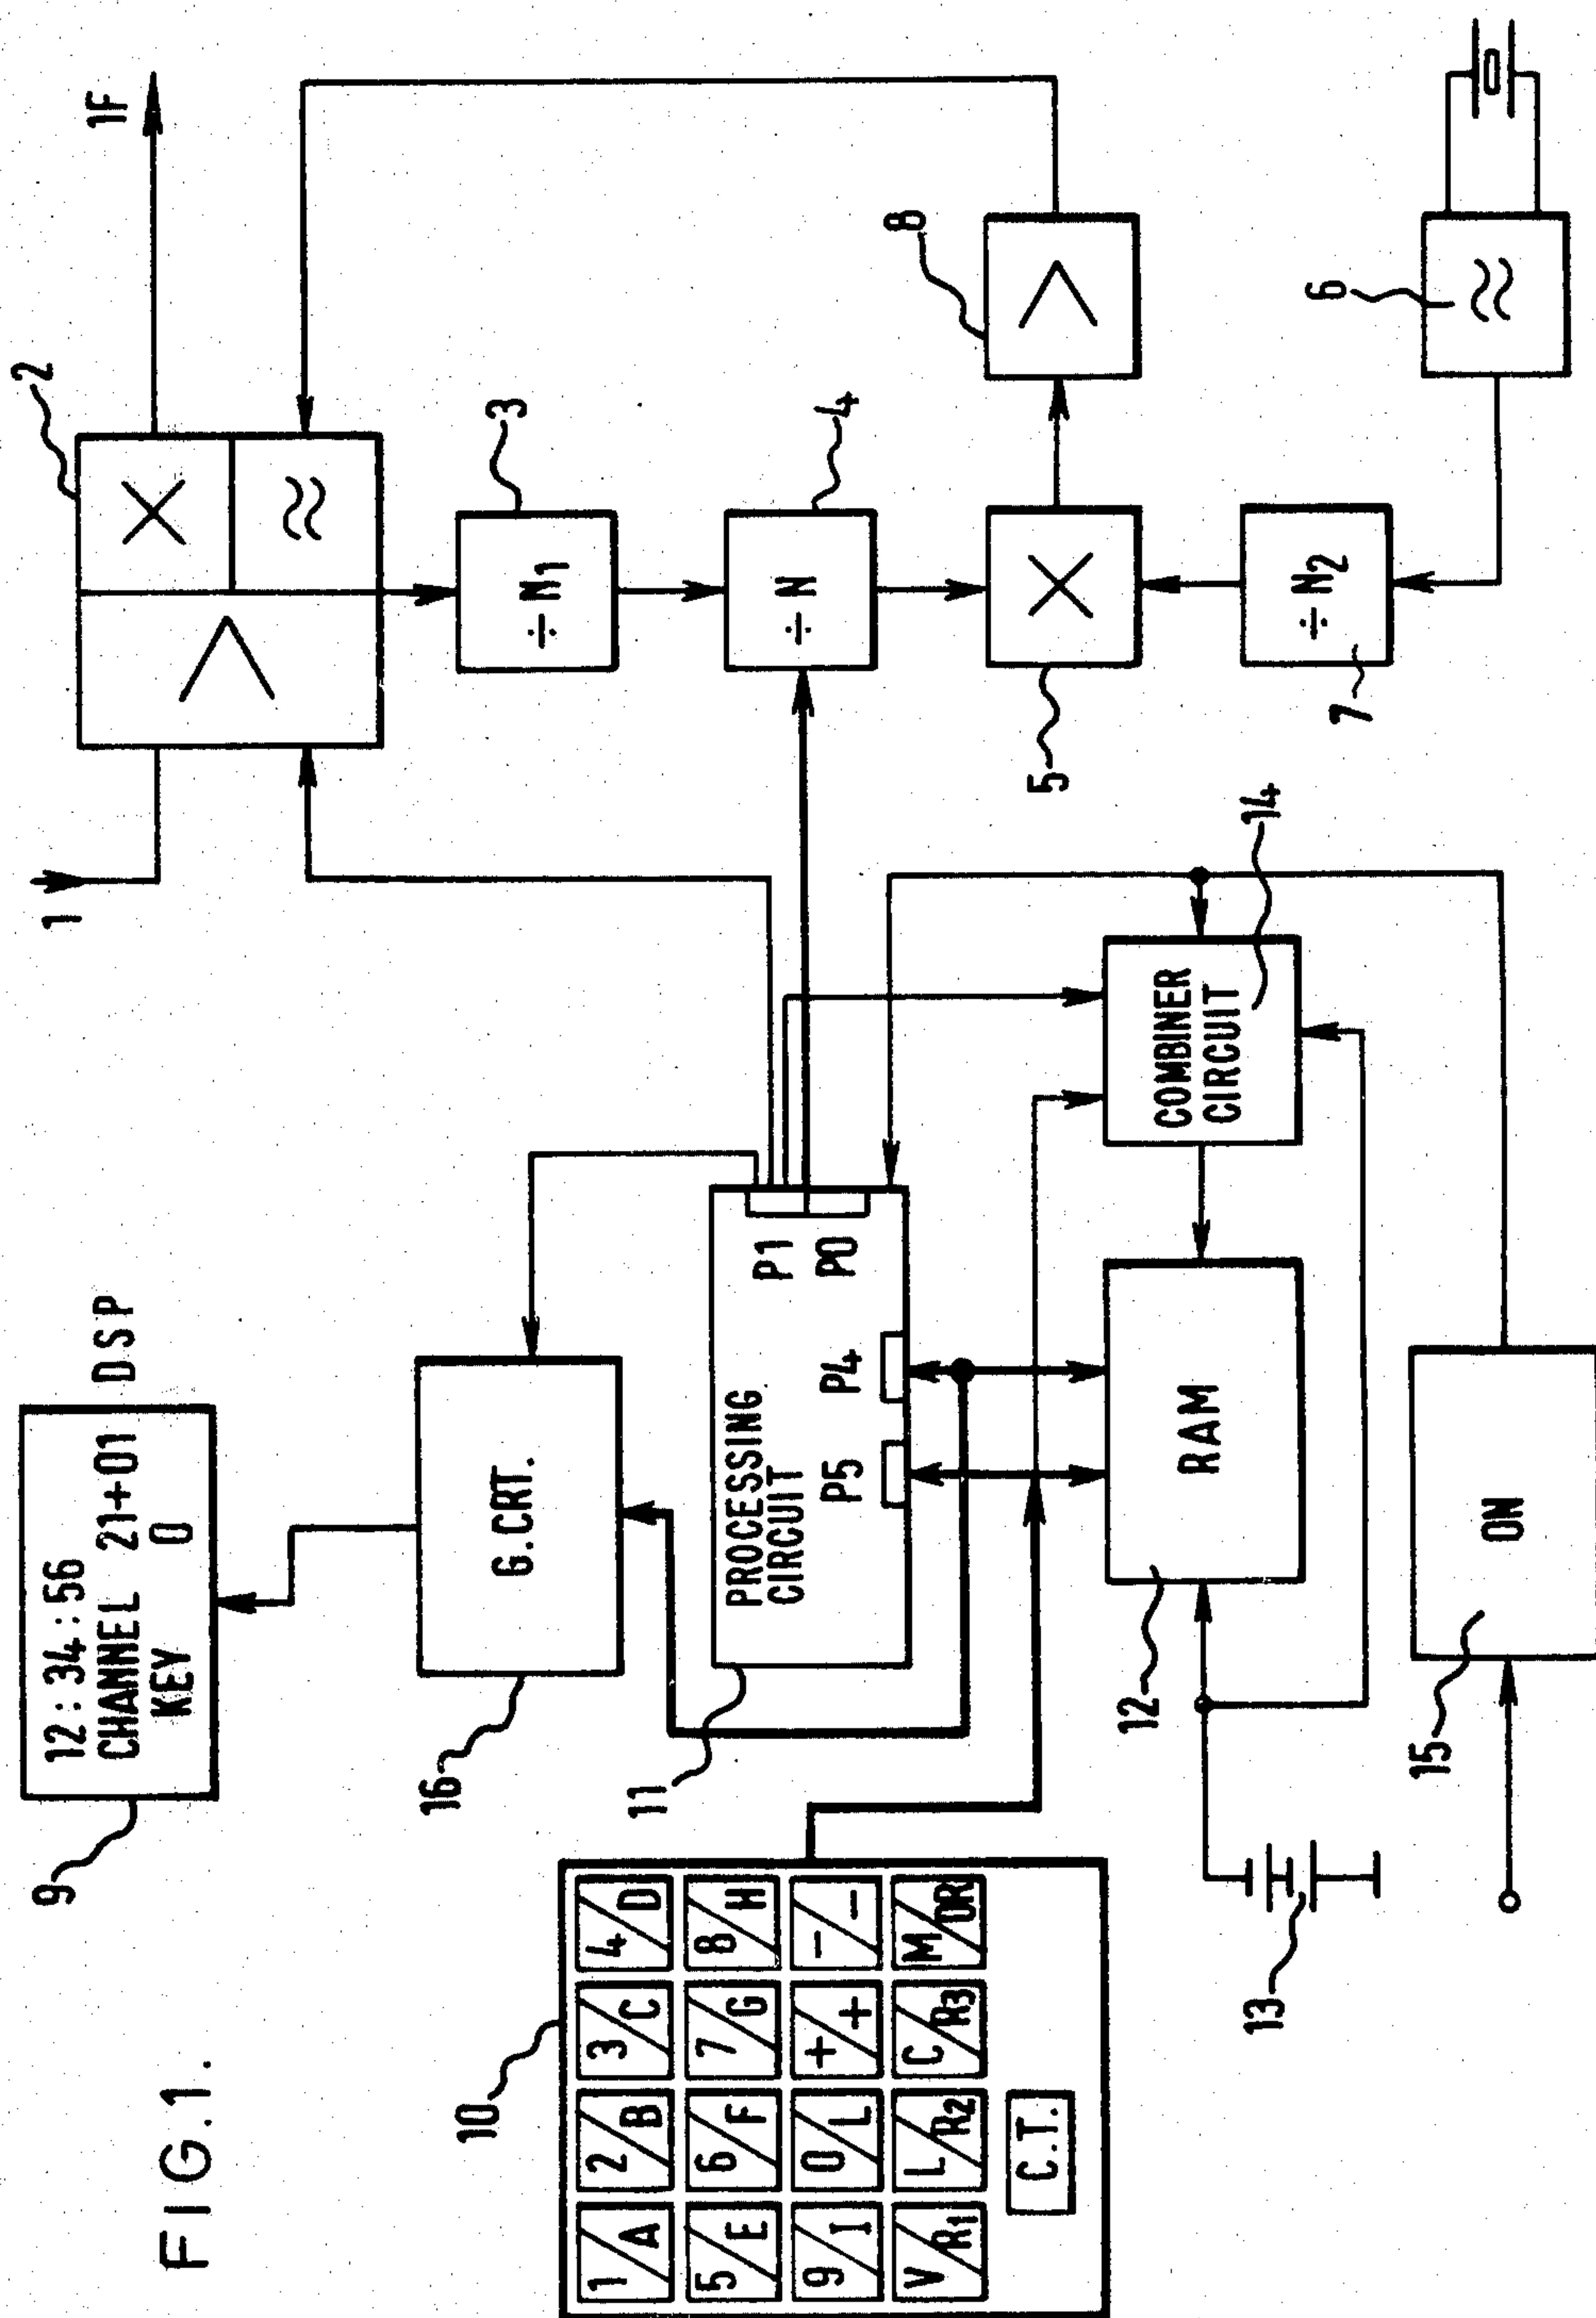 FIG.1.
9
12:34:56
CHANNEL 21+01
KEY 0
DSP
16
G.CRT.
11
PROCESSING
CIRCUIT
P5
P4
P1
P0
10
1/A
2/B
3/C
4/D
5/E
6/F
7/G
8/H
9/I
0/L
+/+
-/-
V/R1
L/R2
C/R3
M/OR
C.T.
12
RAM
13
14
COMBINER
CIRCUIT
15
ON
1
2
1F
3
÷N1
4
÷N
5
8
7
÷N2
6